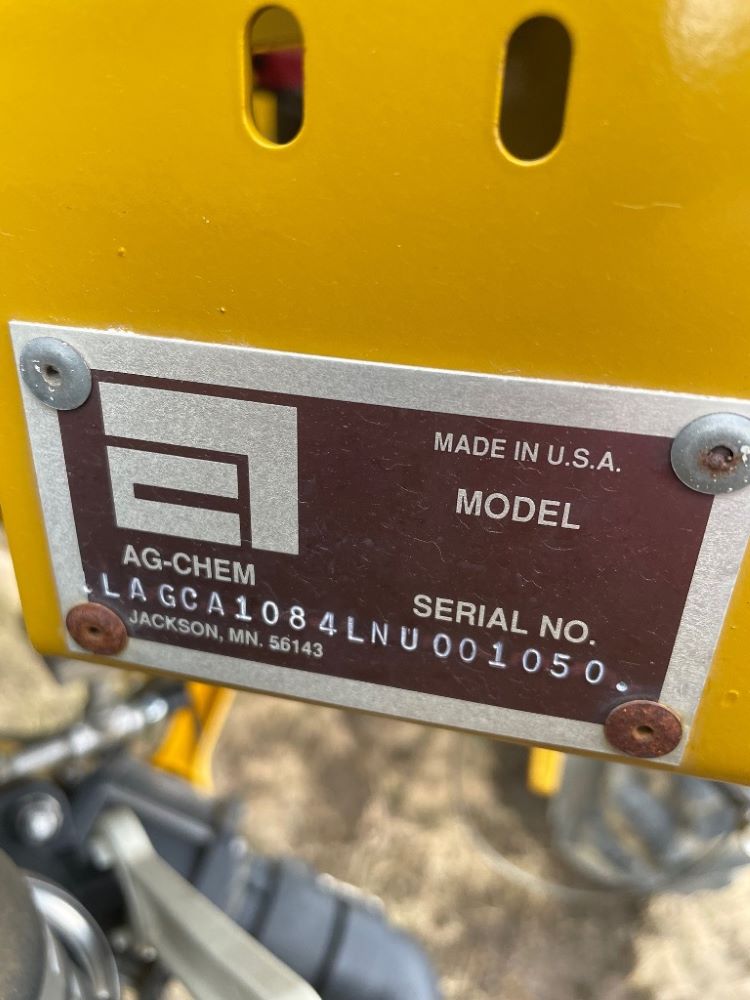 MADE IN U.S.A.
MODEL
AG-CHEM
SERIAL NO.
.LAGCA1084LNU001050.
JACKSON, MN. 56143